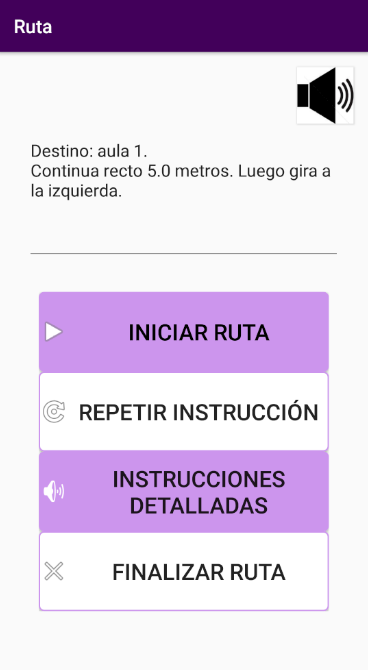 Ruta
Destino: aula 1.
Continua recto 5.0 metros. Luego gira a
la izquierda.
INICIAR RUTA
REPETIR INSTRUCCIÓN
INSTRUCCIONES
DETALLADAS
FINALIZAR RUTA